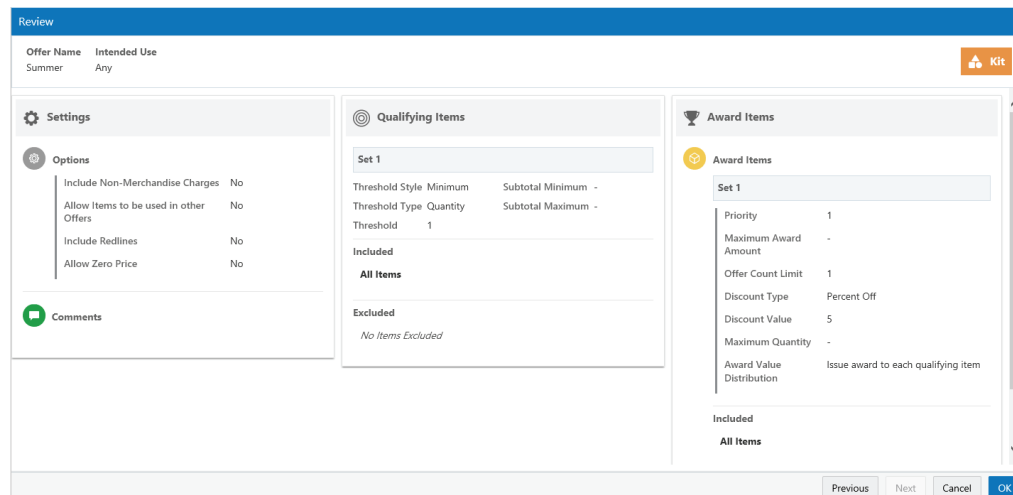 Review
Offer Name Intended Use
Summer Any
Kit
Settings
Options
Include Non-Merchandise Charges No
Allow Items to be used in other No
Offers
Include Redlines No
Allow Zero Price No
Comments
Qualifying Items
Set 1
Threshold Style Minimum Subtotal Minimum -
Threshold Type Quantity Subtotal Maximum -
Threshold 1
Included
All Items
Excluded
No Items Excluded
Award Items
Award Items
Set 1
Priority 1
Maximum Award -
Amount
Offer Count Limit 1
Discount Type Percent Off
Discount Value 5
Maximum Quantity -
Award Value Issue award to each qualifying item
Distribution
Included
All Items
Previous Next Cancel OK